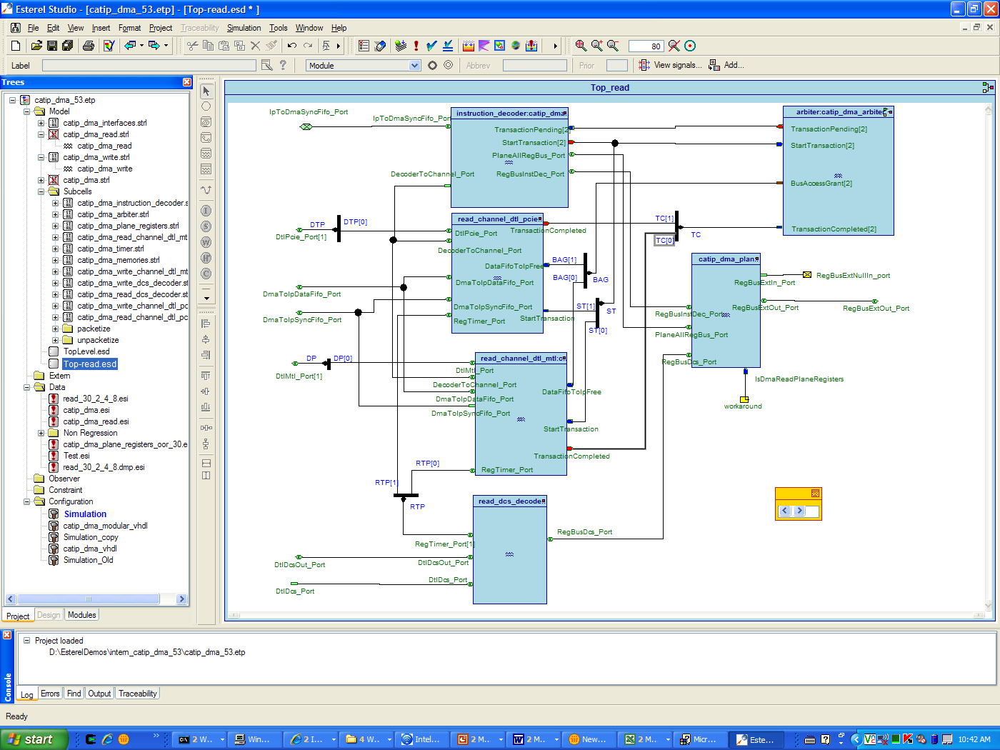 Esterel Studio - [catip_dma_53.etp] - [Top-read.esd * ]
File Edit View Insert Format Project Traceability Simulation Tools Window Help
80
Label Module Abbrev Prior View signals... Add...
Trees
catip_dma_53.etp
Model
catip_dma_interfaces.strl
catip_dma_read.strl
catip_dma_read
catip_dma_write.strl
catip_dma_write
catip_dma.strl
Subcells
catip_dma_instruction_decoder.s
catip_dma_arbiter.strl
catip_dma_plane_registers.strl
catip_dma_read_channel_dtl_mt
catip_dma_timer.strl
catip_dma_memories.strl
catip_dma_write_channel_dtl_mt
catip_dma_write_dcs_decoder.st
catip_dma_read_dcs_decoder.st
catip_dma_write_channel_dtl_pc
catip_dma_read_channel_dtl_pc
packetize
unpacketize
TopLevel.esd
Top-read.esd
Extern
Data
read_30_2_4_8.esi
catip_dma.esi
catip_dma_read.esi
Non Regression
catip_dma_plane_registers_oor_30.e
Test.esi
read_30_2_4_8.dmp.esi
Observer
Constraint
Configuration
Simulation
catip_dma_modular_vhdl
Simulation_copy
catip_dma_vhdl
Simulation_Old
Project Design Modules
Top_read
IpToDmaSyncFifo_Port
IpToDmaSyncFifo_Port
instruction_decoder:catip_dma
TransactionPending[2]
StartTransaction[2]
PlaneAllRegBus_Port
RegBusInstDec_Port
DecoderToChannel_Port
arbiter:catip_dma_arbiter
TransactionPending[2]
StartTransaction[2]
BusAccessGrant[2]
TransactionCompleted[2]
read_channel_dtl_pcie
DtlPcie_Port
TransactionCompleted
DecoderToChannel_Port
DataFifoToIpFree
DmaToIpDataFifo_Port
DmaToIpSyncFifo_Port
StartTransaction
RegTimer_Port
DTP DTP[0]
DtlPcie_Port[1]
DmaToIpDataFifo_Port
DmaToIpSyncFifo_Port
TC[1]
TC[0]
TC
BAG[1]
BAG[0]
BAG
ST[1]
ST
ST[0]
catip_dma_plan
RegBusExtIn_Port
RegBusExtOut_Port
RegBusInstDec_Port
PlaneAllRegBus_Port
RegBusDcs_Port
RegBusExtNullIn_port
RegBusExtOut_Port
IsDmaReadPlaneRegisters
workaround
DP DP[0]
DtlMtl_Port[1]
read_channel_dtl_mtl:c
DtlMtl_Port
DecoderToChannel_Port
DataFifoToIpFree
DmaToIpDataFifo_Port
DmaToIpSyncFifo_Port
StartTransaction
TransactionCompleted
RegTimer_Port
RTP[0]
RTP[1]
RTP
read_dcs_decode
RegBusDcs_Port
RegTimer_Port[1]
DtlDcsOut_Port
DtlDcsOut_Port
DtlDcs_Port
DtlDcs_Port
Console
Project loaded
D:\EsterelDemos\intern_catip_dma_53\catip_dma_53.etp
Log Errors Find Output Traceability
Ready
start 2 W... Win... 2 I... 4 W... Intel... 2 M... 2 M... New... 2 M... Micr... Este... 10:42 AM